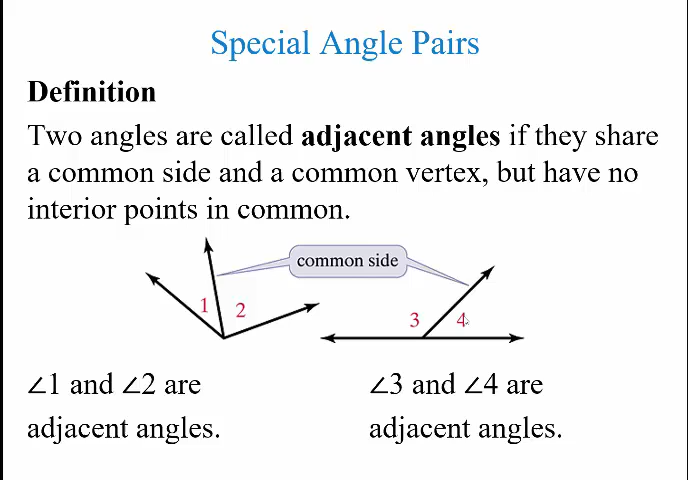 Special Angle Pairs
Definition
Two angles are called adjacent angles if they share
a common side and a common vertex, but have no
interior points in common.
common side
1 2
3 4
∠1 and ∠2 are
adjacent angles.
∠3 and ∠4 are
adjacent angles.